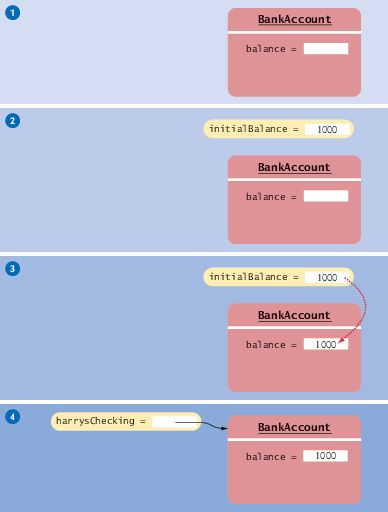 1
BankAccount
balance =
2
initialBalance = 1000
BankAccount
balance =
3
initialBalance = 1000
BankAccount
balance = 1000
4
harrysChecking =
BankAccount
balance = 1000